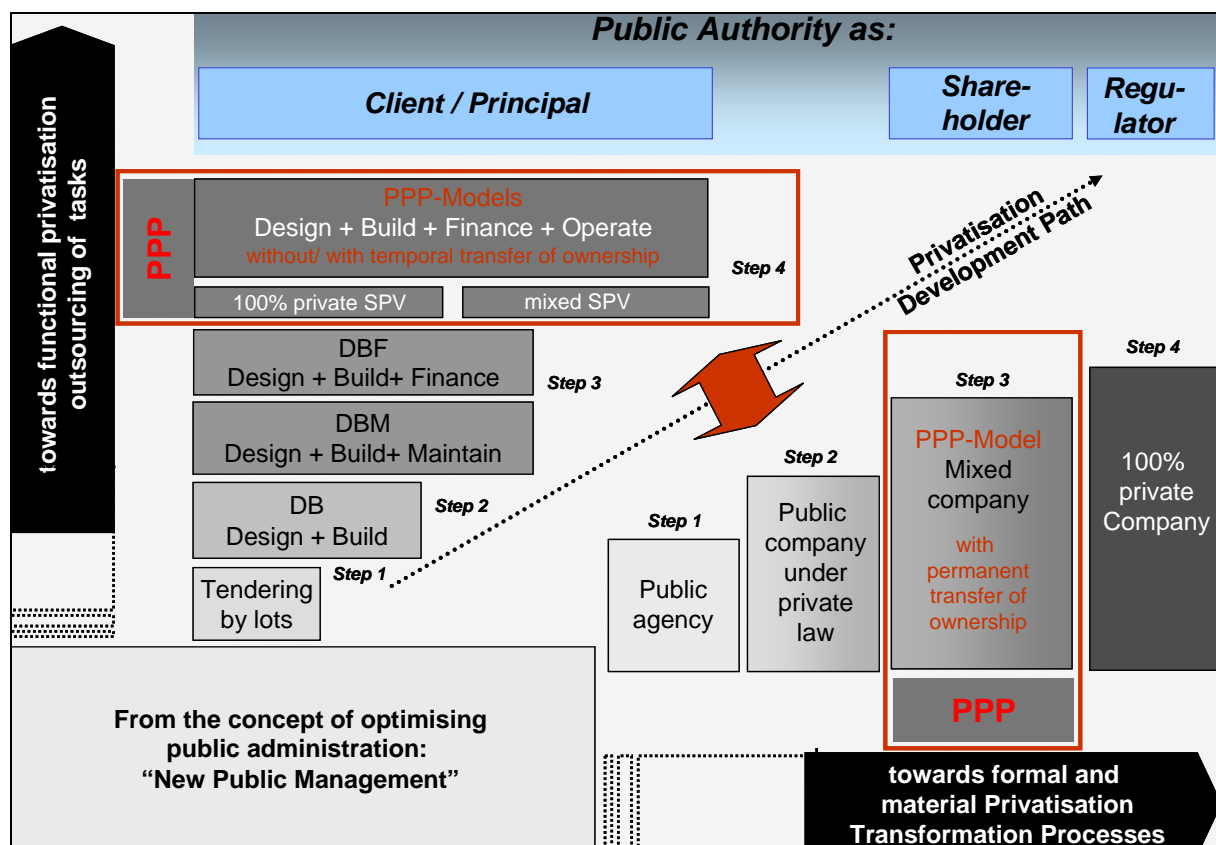 Public Authority as:
Client / Principal
Share-
holder
Regu-
lator
towards functional privatisation
outsourcing of tasks
PPP
PPP-Models
Design + Build + Finance + Operate
without/ with temporal transfer of ownership
Step 4
100% private SPV
mixed SPV
DBF
Design + Build+ Finance
Step 3
DBM
Design + Build+ Maintain
DB
Design + Build
Step 2
Tendering
by lots
Step 1
Privatisation
Development Path
Step 1
Public
agency
Step 2
Public
company
under
private
law
Step 3
PPP-Model
Mixed
company
with
permanent
transfer of
ownership
PPP
Step 4
100%
private
Company
From the concept of optimising
public administration:
“New Public Management”
towards formal and
material Privatisation
Transformation Processes